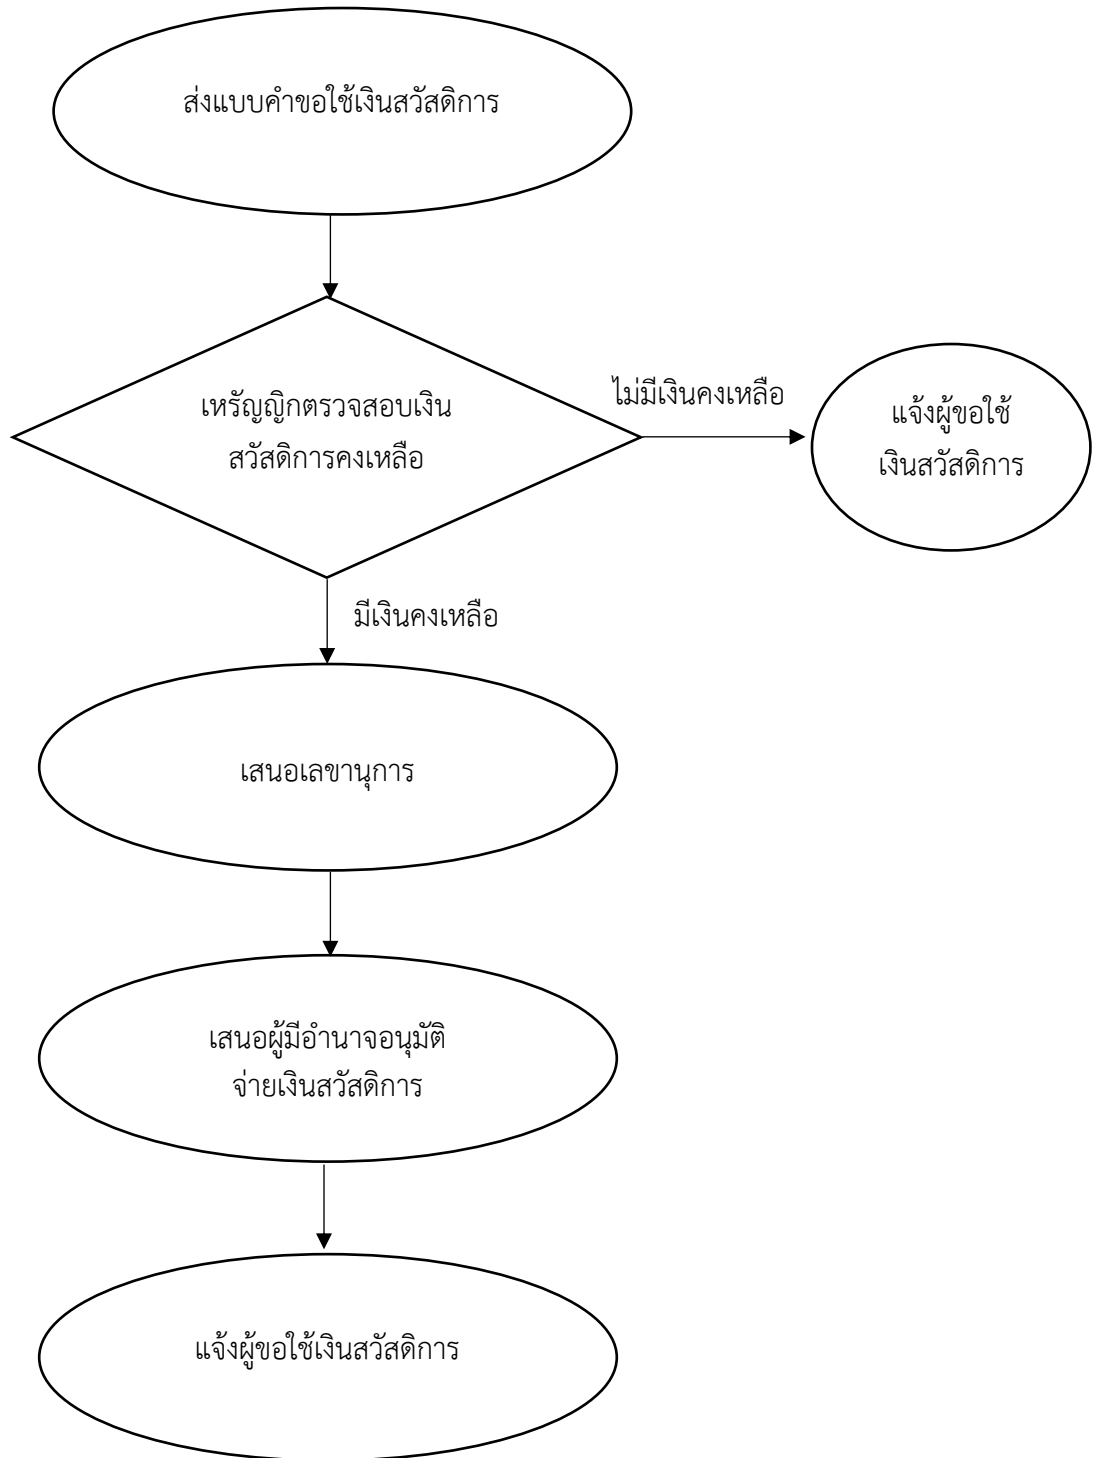 ส่งแบบคำขอใช้เงินสวัสดิการ
เหรัญญิกตรวจสอบเงิน
สวัสดิการคงเหลือ
ไม่มีเงินคงเหลือ
แจ้งผู้ขอใช้
เงินสวัสดิการ
มีเงินคงเหลือ
เสนอเลขานุการ
เสนอผู้มีอำนาจอนุมัติ
จ่ายเงินสวัสดิการ
แจ้งผู้ขอใช้เงินสวัสดิการ